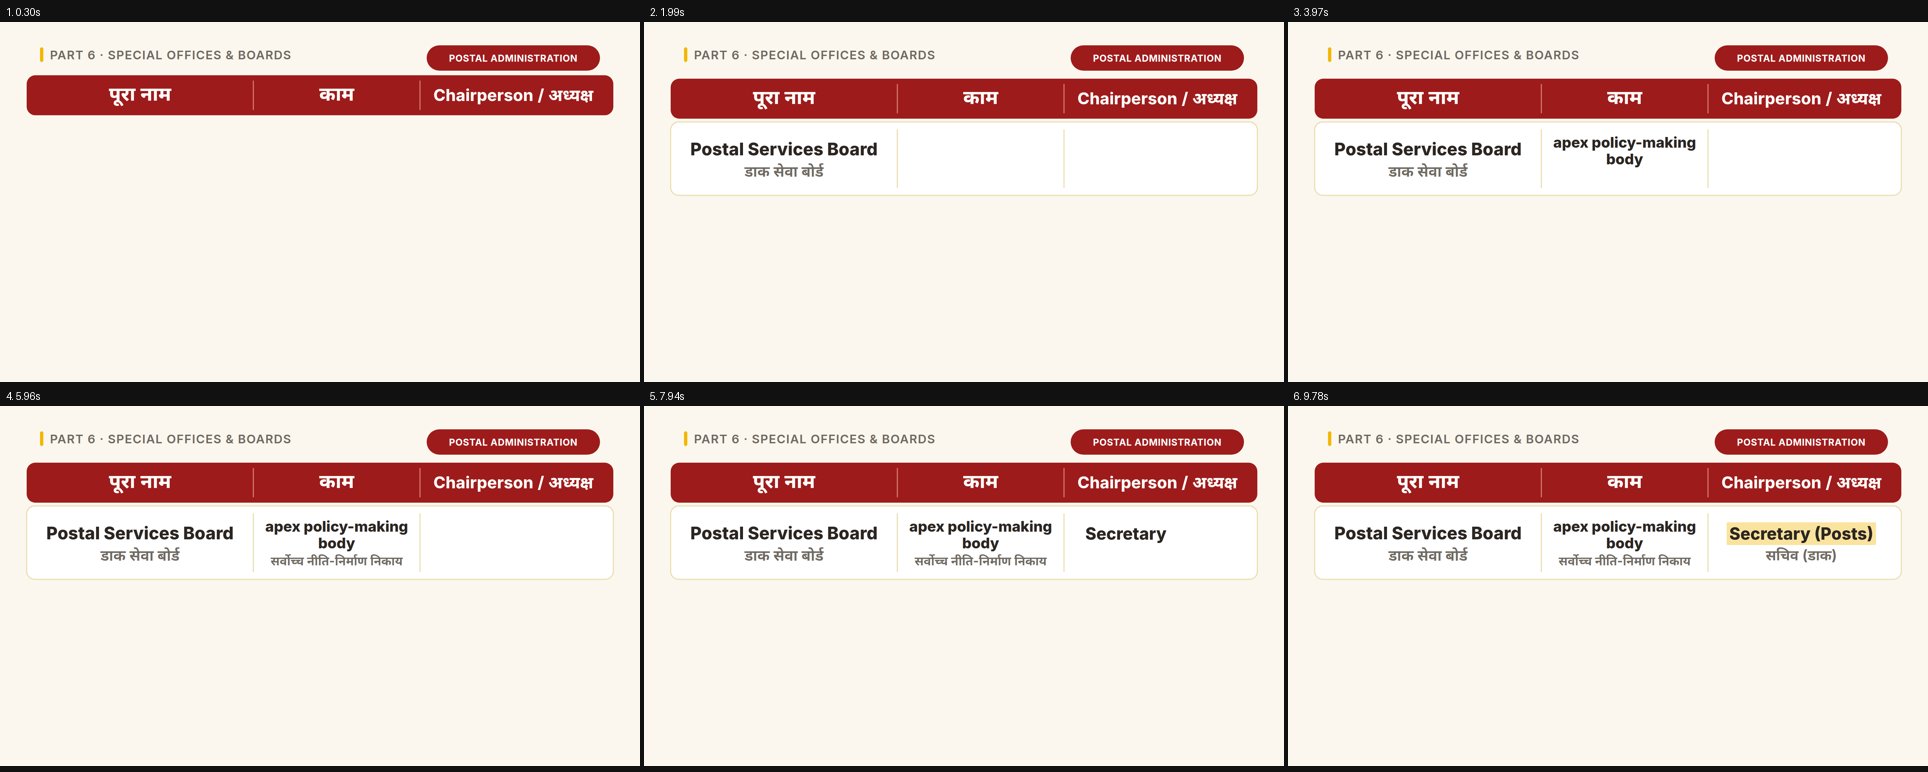 1. 0.30s
PART 6 · SPECIAL OFFICES & BOARDS
POSTAL ADMINISTRATION
पूरा नाम
काम
Chairperson / अध्यक्ष
2. 1.99s
PART 6 · SPECIAL OFFICES & BOARDS
POSTAL ADMINISTRATION
पूरा नाम
काम
Chairperson / अध्यक्ष
Postal Services Board
डाक सेवा बोर्ड
3. 3.97s
PART 6 · SPECIAL OFFICES & BOARDS
POSTAL ADMINISTRATION
पूरा नाम
काम
Chairperson / अध्यक्ष
Postal Services Board
डाक सेवा बोर्ड
apex policy-making
body
4. 5.96s
PART 6 · SPECIAL OFFICES & BOARDS
POSTAL ADMINISTRATION
पूरा नाम
काम
Chairperson / अध्यक्ष
Postal Services Board
डाक सेवा बोर्ड
apex policy-making
body
सर्वोच्च नीति-निर्माण निकाय
5. 7.94s
PART 6 · SPECIAL OFFICES & BOARDS
POSTAL ADMINISTRATION
पूरा नाम
काम
Chairperson / अध्यक्ष
Postal Services Board
डाक सेवा बोर्ड
apex policy-making
body
सर्वोच्च नीति-निर्माण निकाय
Secretary
6. 9.78s
PART 6 · SPECIAL OFFICES & BOARDS
POSTAL ADMINISTRATION
पूरा नाम
काम
Chairperson / अध्यक्ष
Postal Services Board
डाक सेवा बोर्ड
apex policy-making
body
सर्वोच्च नीति-निर्माण निकाय
Secretary (Posts)
सचिव (डाक)